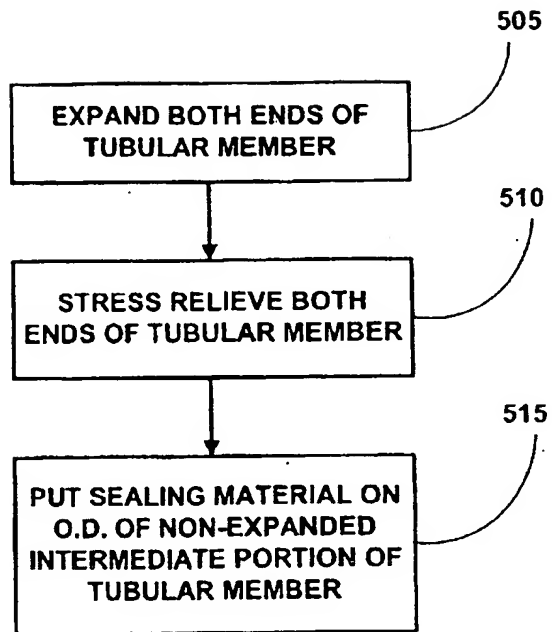 505
EXPAND BOTH ENDS OF
TUBULAR MEMBER
510
STRESS RELIEVE BOTH
ENDS OF TUBULAR MEMBER
515
PUT SEALING MATERIAL ON
O.D. OF NON-EXPANDED
INTERMEDIATE PORTION OF
TUBULAR MEMBER